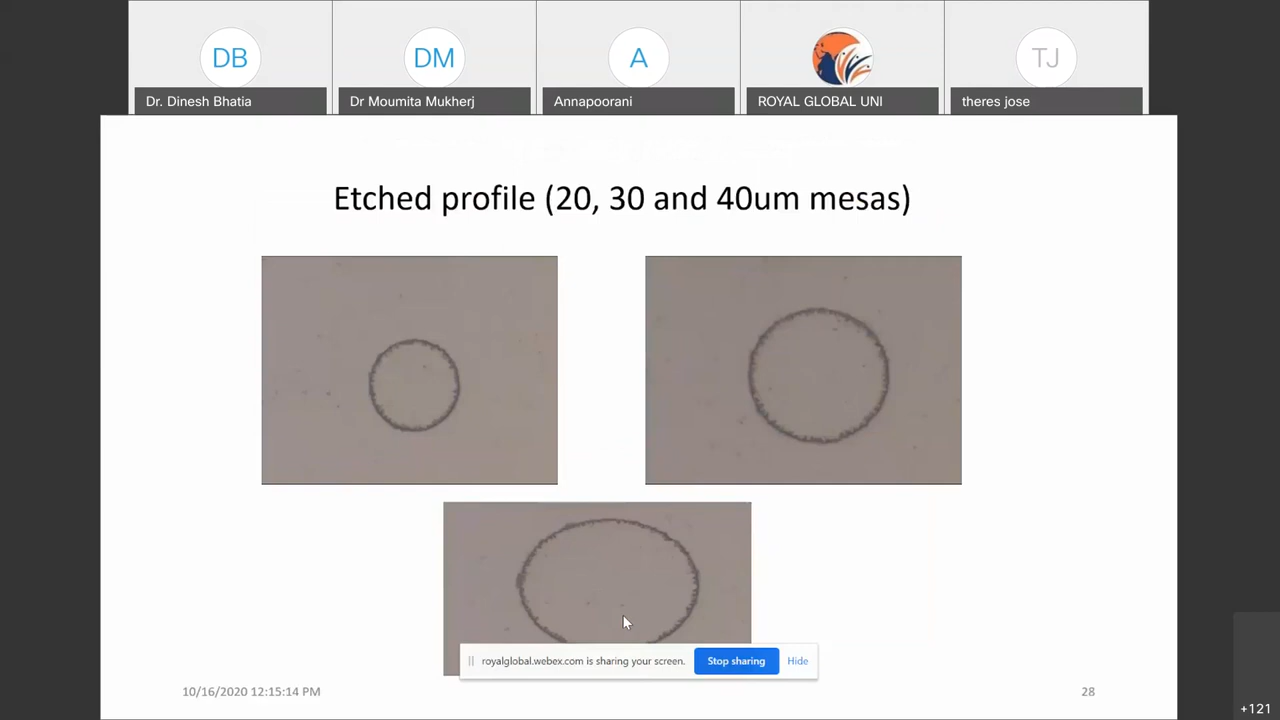 DB
DM
A
TJ
Dr. Dinesh Bhatia
Dr Moumita Mukherj
Annapoorani
ROYAL GLOBAL UNI
theres jose
Etched profile (20, 30 and 40um mesas)
royalglobal.webex.com is sharing your screen.
Stop sharing
Hide
10/16/2020 12:15:14 PM
28
+121